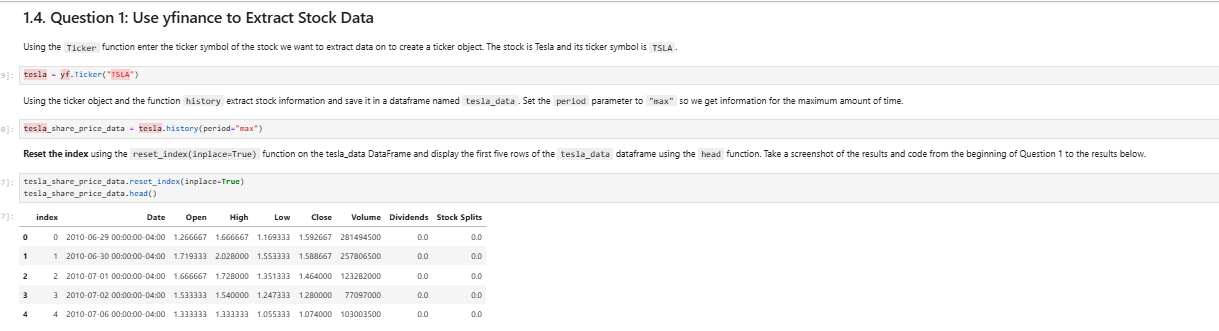 1.4. Question 1: Use yfinance to Extract Stock Data
Using the Ticker function enter the ticker symbol of the stock we want to extract data on to create a ticker object. The stock is Tesla and its ticker symbol is TSLA.
9]: tesla = yf.Ticker("TSLA")
Using the ticker object and the function history extract stock information and save it in a dataframe named tesla_data. Set the period parameter to "max" so we get information for the maximum amount of time.
0]: tesla_share_price_data = tesla.history(period="max")
Reset the index using the reset_index(inplace=True) function on the tesla_data DataFrame and display the first five rows of the tesla_data dataframe using the head function. Take a screenshot of the results and code from the beginning of Question 1 to the results below.
7]: tesla_share_price_data.reset_index(inplace=True)
tesla_share_price_data.head()
7]: index Date Open High Low Close Volume Dividends Stock Splits
0 0 2010-06-29 00:00:00-04:00 1.266667 1.666667 1.169333 1.592667 281494500 0.0 0.0
1 1 2010-06-30 00:00:00-04:00 1.719333 2.028000 1.553333 1.588667 257806500 0.0 0.0
2 2 2010-07-01 00:00:00-04:00 1.666667 1.728000 1.351333 1.464000 123282000 0.0 0.0
3 3 2010-07-02 00:00:00-04:00 1.533333 1.540000 1.247333 1.280000 77097000 0.0 0.0
4 4 2010-07-06 00:00:00-04:00 1.333333 1.333333 1.055333 1.074000 103003500 0.0 0.0